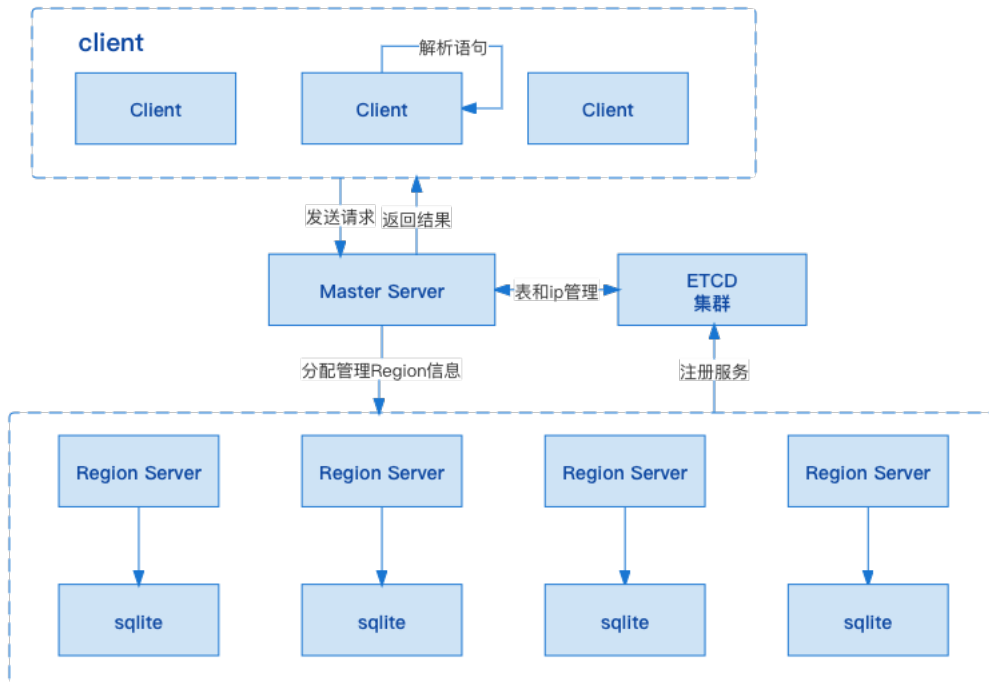 client
解析语句
Client
Client
Client
发送请求
返回结果
Master Server
表和ip管理
ETCD
集群
分配管理Region信息
注册服务
Region Server
Region Server
Region Server
Region Server
sqlite
sqlite
sqlite
sqlite